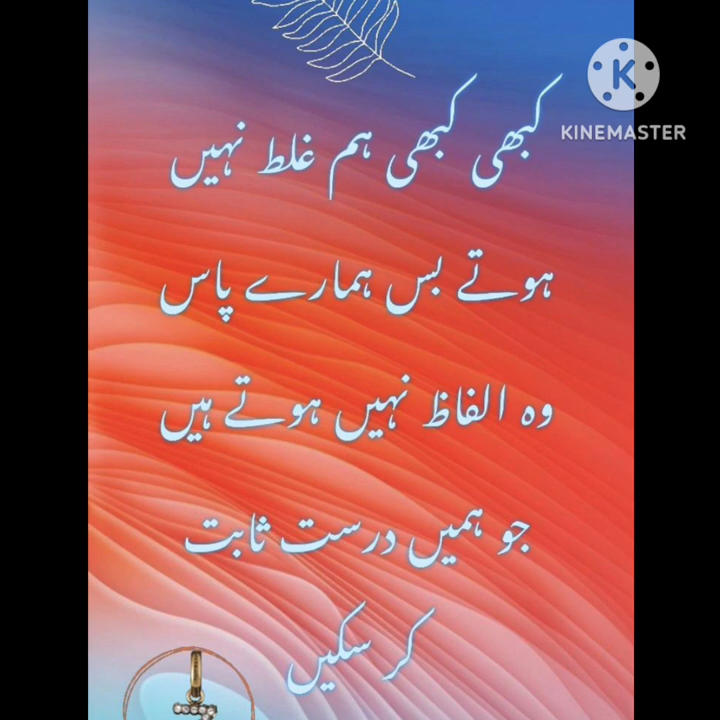 KINEMASTER
کبھی کبھی ہم غلط نہیں
ہوتے بس ہمارے پاس
وہ الفاظ نہیں ہوتے ہیں
جو ہمیں درست ثابت
کر سکیں